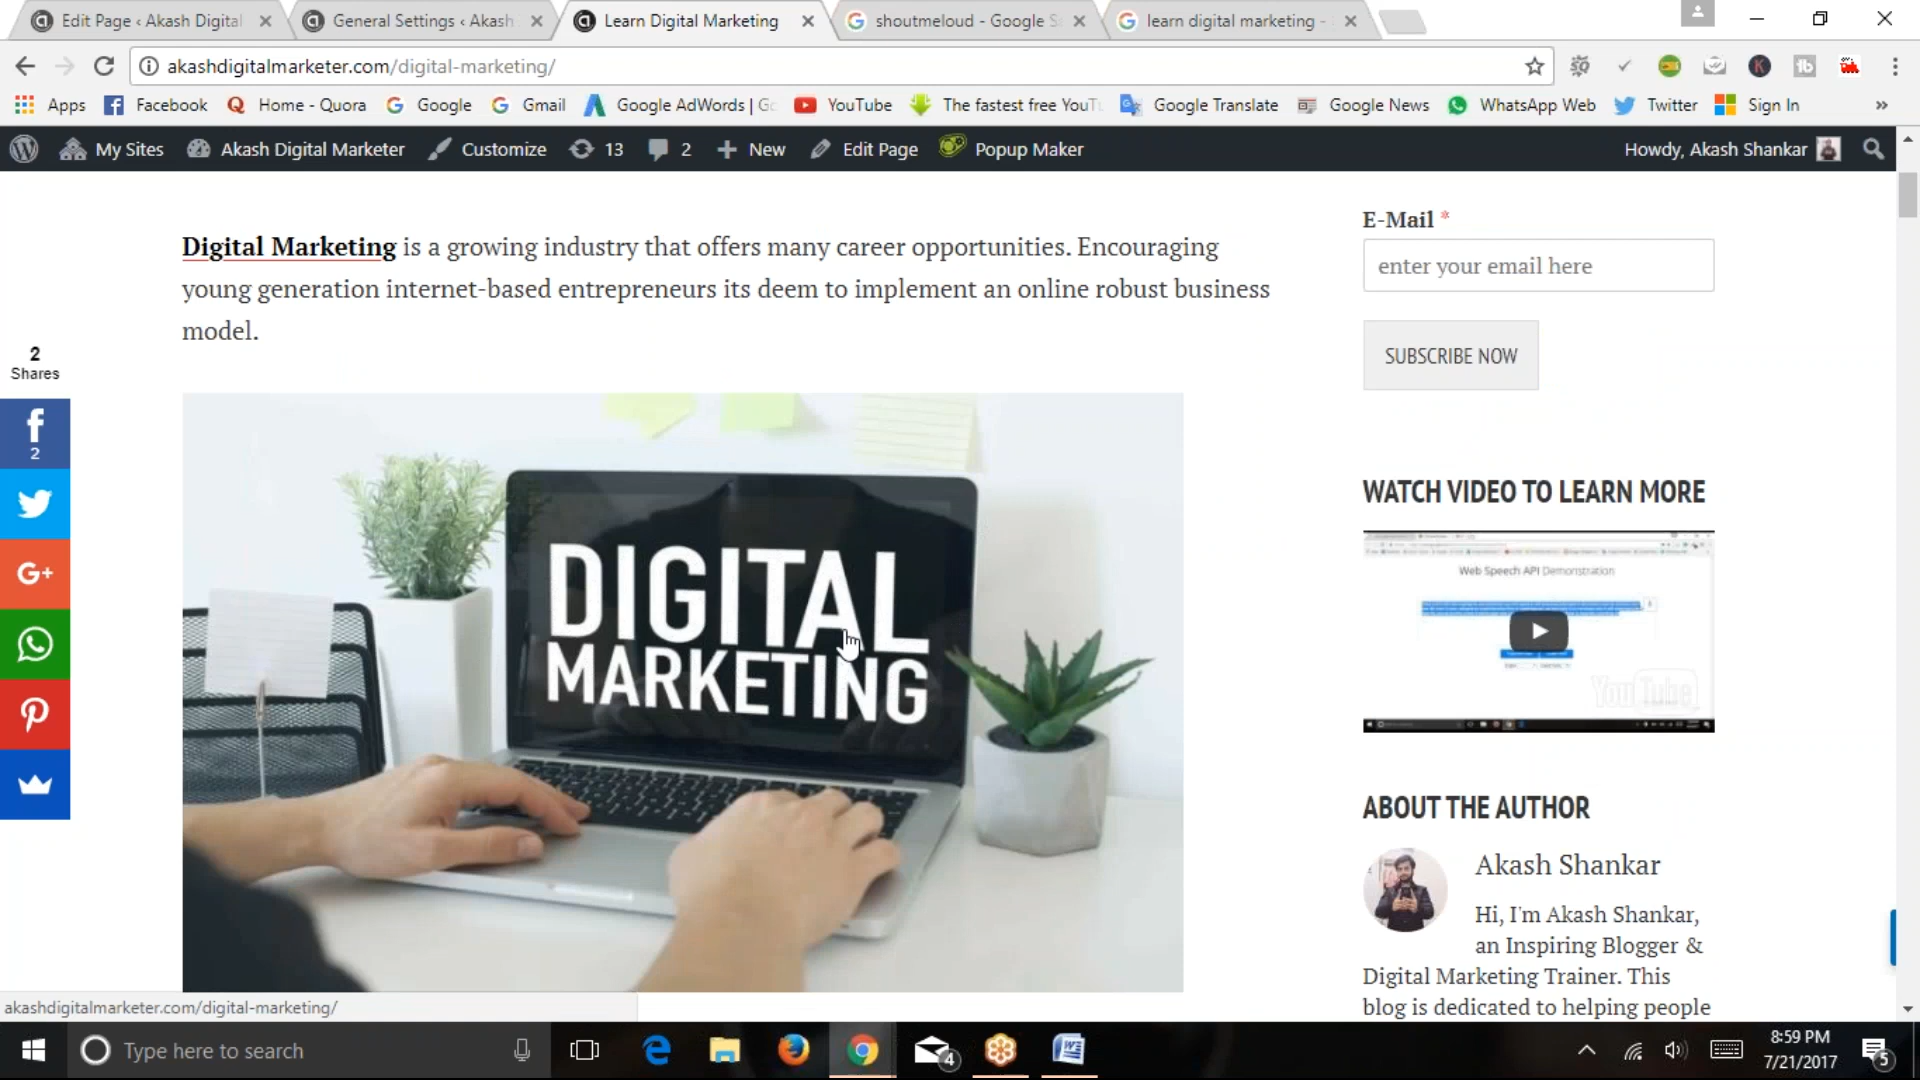 Edit Page ‹ Akash Digital
General Settings ‹ Akash
Learn Digital Marketing
shoutmeloud - Google S
learn digital marketing -
akashdigitalmarketer.com/digital-marketing/
Apps
Facebook
Home - Quora
Google
Gmail
Google AdWords | Go
YouTube
The fastest free YouTu
Google Translate
Google News
WhatsApp Web
Twitter
Sign In
»
My Sites
Akash Digital Marketer
Customize
13
2
New
Edit Page
Popup Maker
Howdy, Akash Shankar
Digital Marketing is a growing industry that offers many career opportunities. Encouraging
young generation internet-based entrepreneurs its deem to implement an online robust business
model.
2
Shares
2
G+
DIGITAL
MARKETING
E-Mail *
enter your email here
SUBSCRIBE NOW
WATCH VIDEO TO LEARN MORE
Web Speech API Demonstration
YouTube
ABOUT THE AUTHOR
Akash Shankar
Hi, I'm Akash Shankar,
an Inspiring Blogger &
Digital Marketing Trainer. This
blog is dedicated to helping people
akashdigitalmarketer.com/digital-marketing/
Type here to search
4
8:59 PM
7/21/2017
5